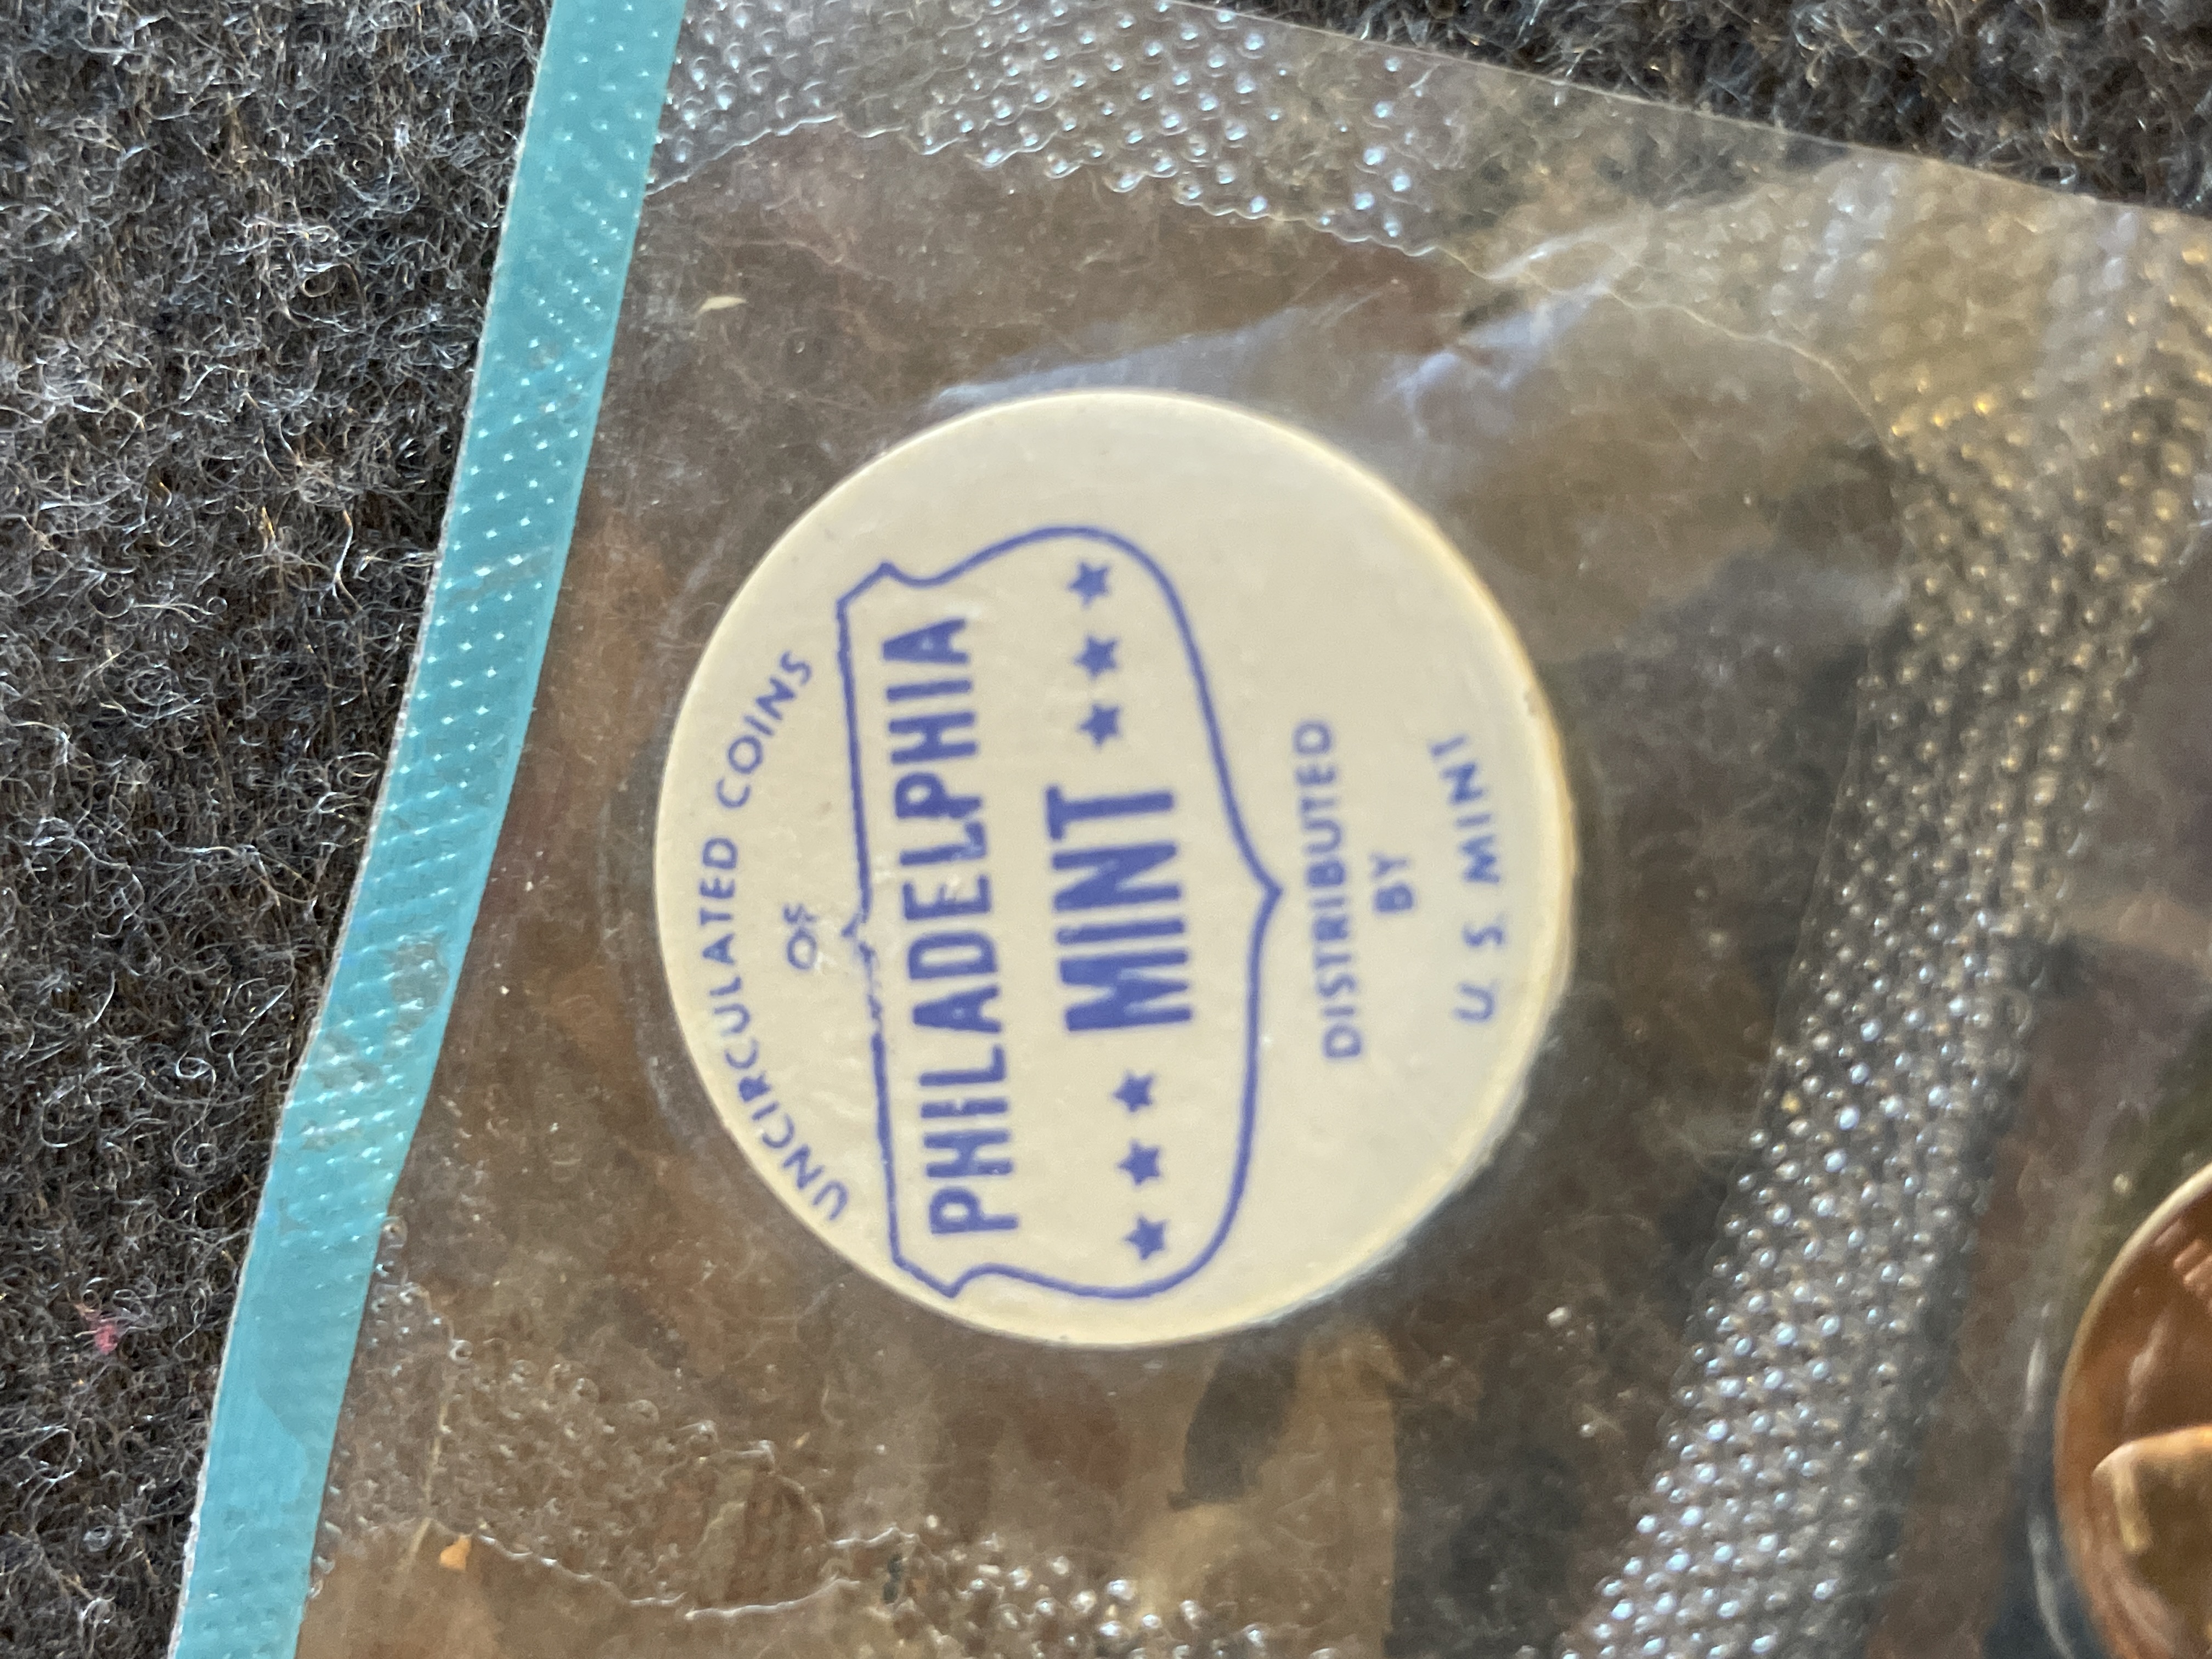 UNCIRCULATED COINS
OF
PHILADELPHIA
★ ★ ★ MINT ★ ★ ★
DISTRIBUTED
BY
U. S. MINT